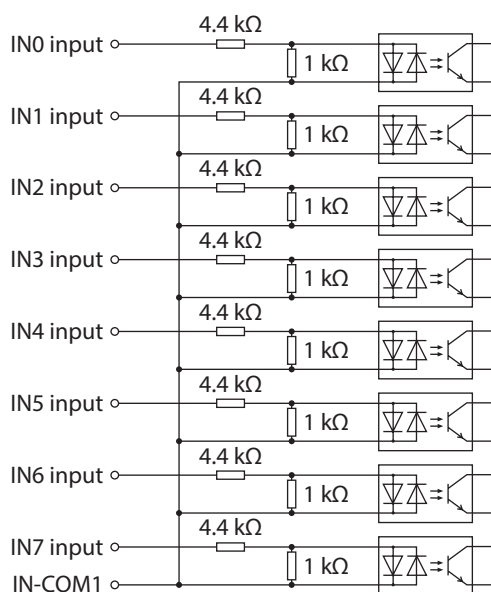 4.4 kΩ
IN0 input
1 kΩ
4.4 kΩ
IN1 input
1 kΩ
4.4 kΩ
IN2 input
1 kΩ
4.4 kΩ
IN3 input
1 kΩ
4.4 kΩ
IN4 input
1 kΩ
4.4 kΩ
IN5 input
1 kΩ
4.4 kΩ
IN6 input
1 kΩ
4.4 kΩ
IN7 input
1 kΩ
IN-COM1